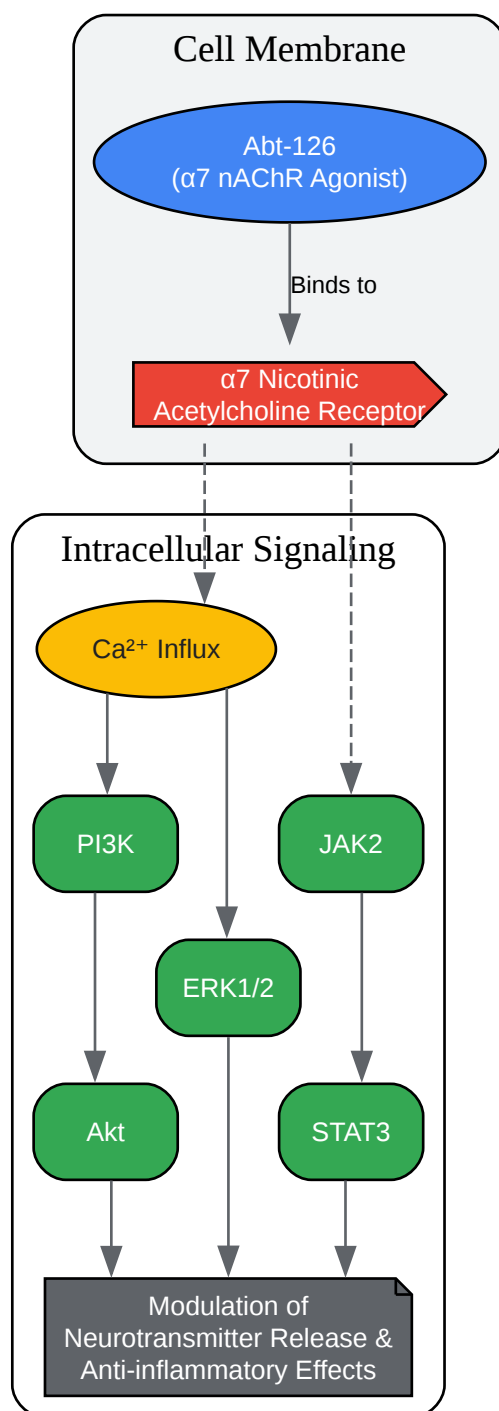 Cell Membrane
Abt-126
(α7 nAChR Agonist)
Binds to
α7 Nicotinic
Acetylcholine Receptor
Intracellular Signaling
Ca²⁺ Influx
PI3K
JAK2
ERK1/2
Akt
STAT3
Modulation of
Neurotransmitter Release &
Anti-inflammatory Effects